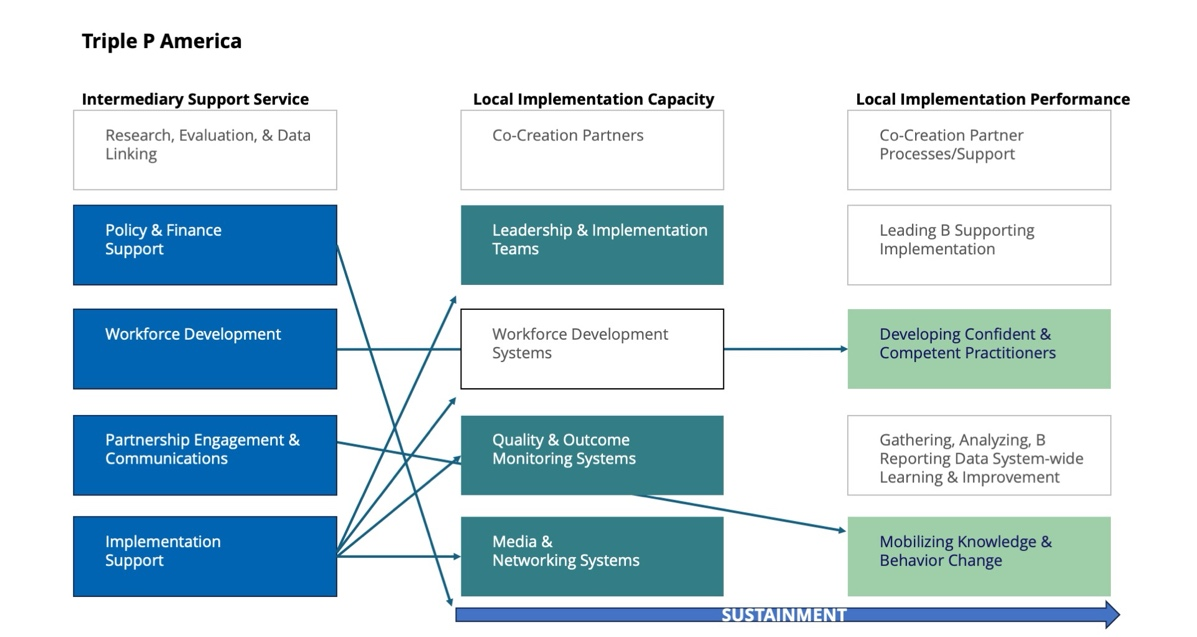 Triple P America
Intermediary Support Service
Local Implementation Capacity
Local Implementation Performance
Research, Evaluation, & Data
Linking
Co-Creation Partners
Co-Creation Partner
Processes/Support
Policy & Finance
Support
Leadership & Implementation
Teams
Leading B Supporting
Implementation
Workforce Development
Workforce Development
Systems
Developing Confident &
Competent Practitioners
Partnership Engagement &
Communications
Quality & Outcome
Monitoring Systems
Gathering, Analyzing, B
Reporting Data System-wide
Learning & Improvement
Implementation
Support
Media &
Networking Systems
Mobilizing Knowledge &
Behavior Change
SUSTAINMENT